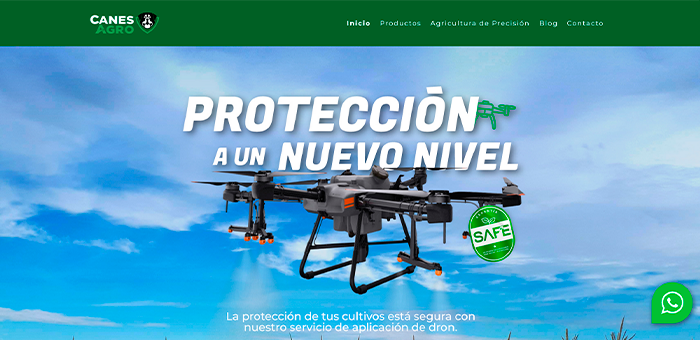 CANES
AGRO
Inicio Productos Agricultura de Precisión Blog Contacto
PROTECCIÓN
A UN NUEVO NIVEL
SAFE
La protección de tus cultivos está segura con
nuestro servicio de aplicación de dron.